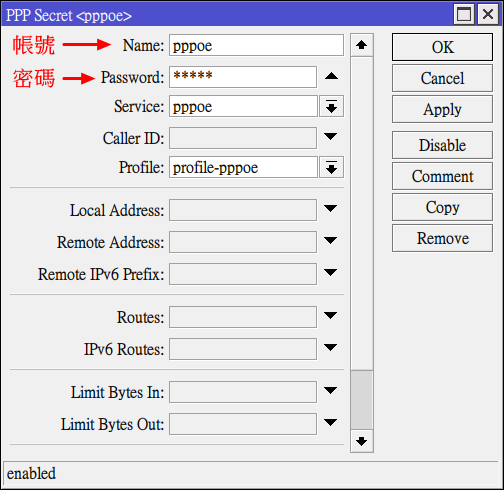 PPP Secret <pppoe>
帳號 Name: pppoe OK
密碼 Password: ***** Cancel
Service: pppoe Apply
Caller ID: Disable
Profile: profile-pppoe Comment
Local Address: Copy
Remote Address: Remove
Remote IPv6 Prefix:
Routes:
IPv6 Routes:
Limit Bytes In:
Limit Bytes Out:
enabled